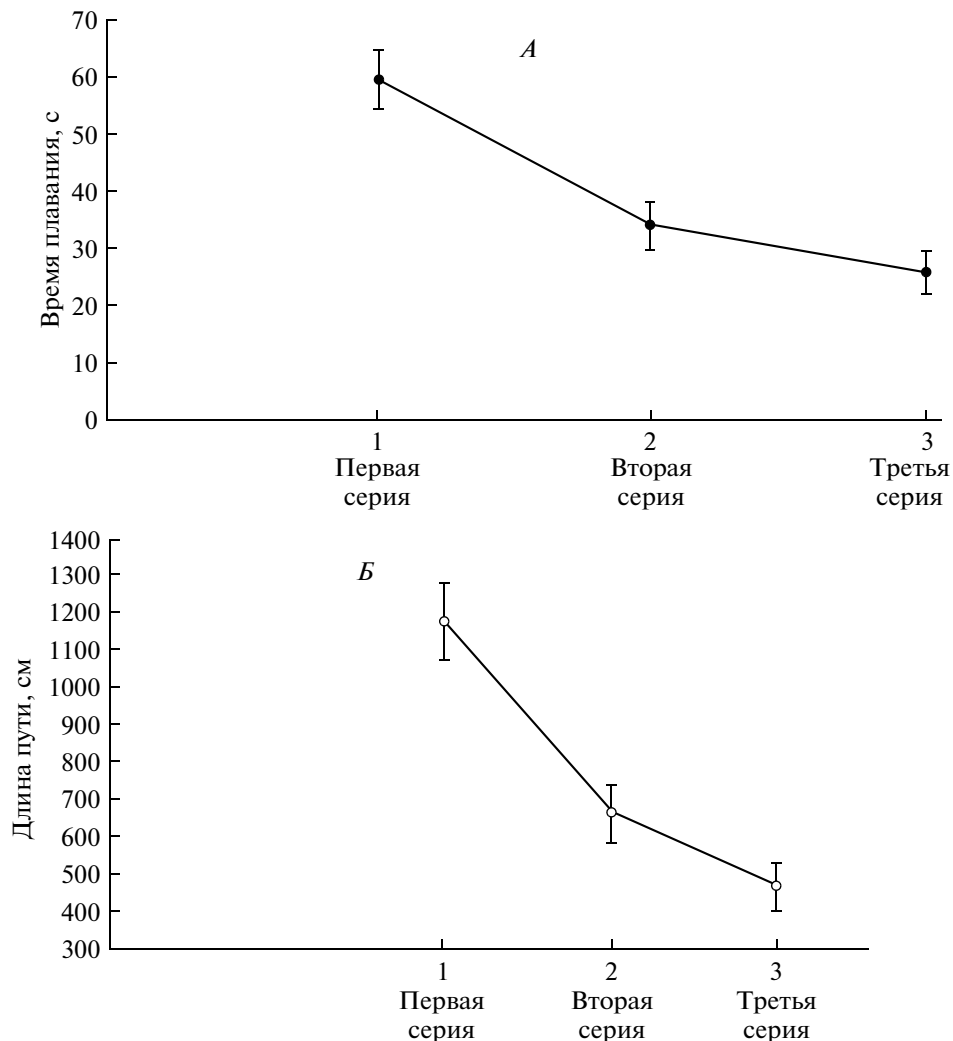 70
А
60
50
40
30
20
10
0
Время плавания, с
1
Первая
серия
2
Вторая
серия
3
Третья
серия
1400
Б
1300
1200
1100
1000
900
800
700
600
500
400
300
Длина пути, см
1
Первая
серия
2
Вторая
серия
3
Третья
серия